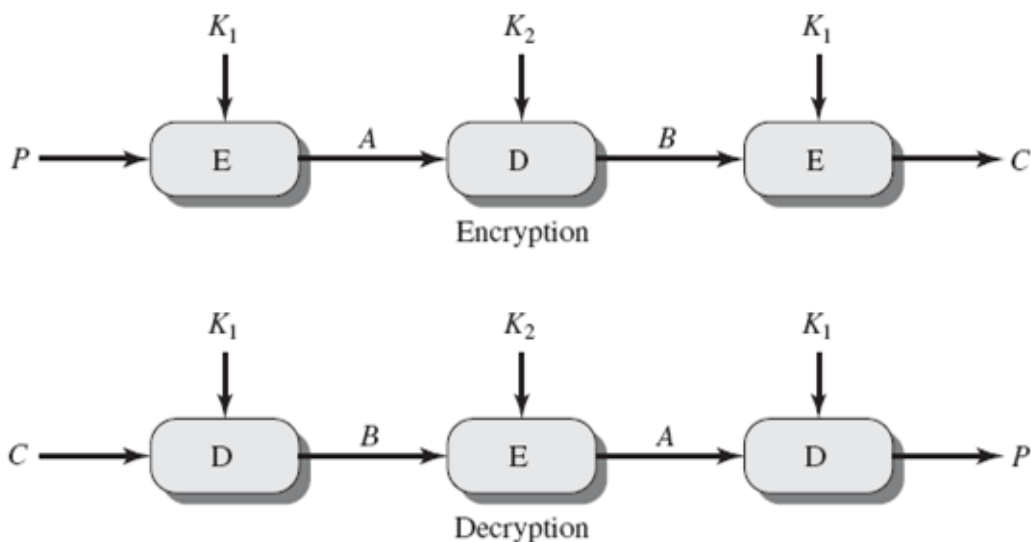 K₁ K₂ K₁
P E A D B E C
Encryption
K₁ K₂ K₁
C D B E A D P
Decryption